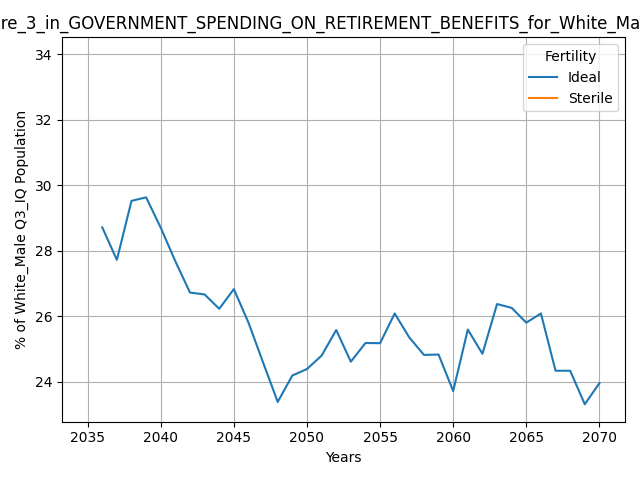 re_3_in_GOVERNMENT_SPENDING_ON_RETIREMENT_BENEFITS_for_White_Ma
Fertility
Ideal
Sterile
% of White_Male Q3_IQ Population
34
32
30
28
26
24
2035 2040 2045 2050 2055 2060 2065 2070
Years